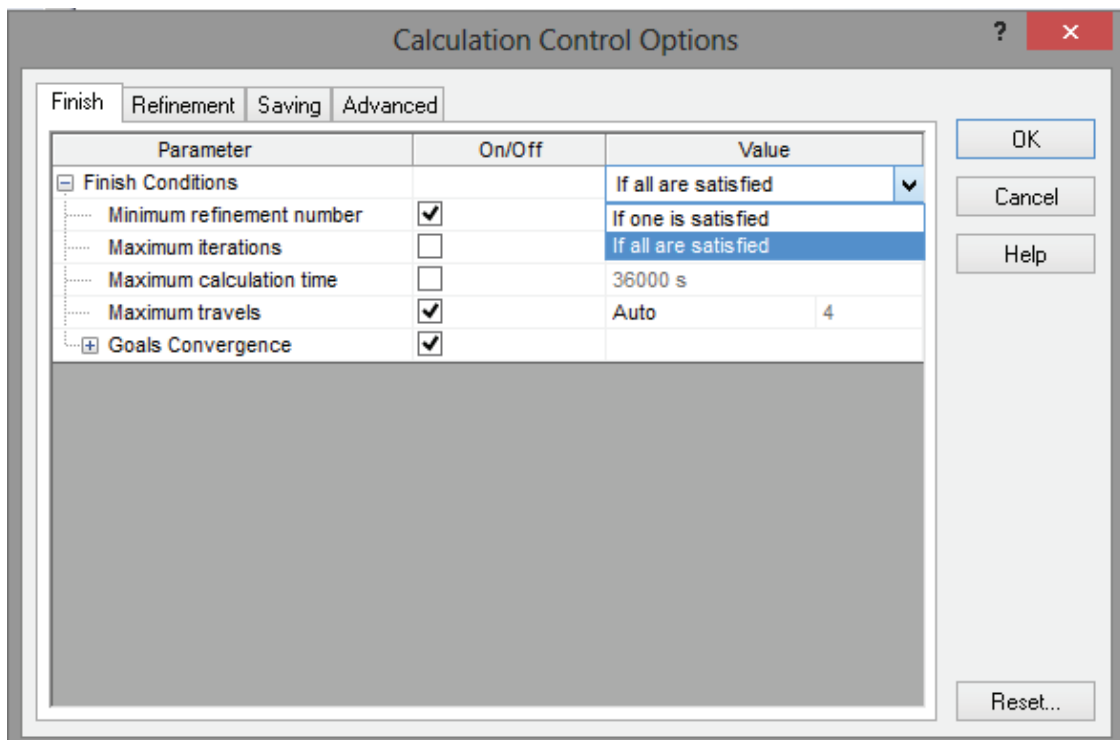 Calculation Control Options ? ×
Finish Refinement Saving Advanced
Parameter On/Off Value
Finish Conditions If all are satisfied
Minimum refinement number If one is satisfied
Maximum iterations If all are satisfied
Maximum calculation time 36000 s
Maximum travels Auto 4
Goals Convergence
OK
Cancel
Help
Reset...